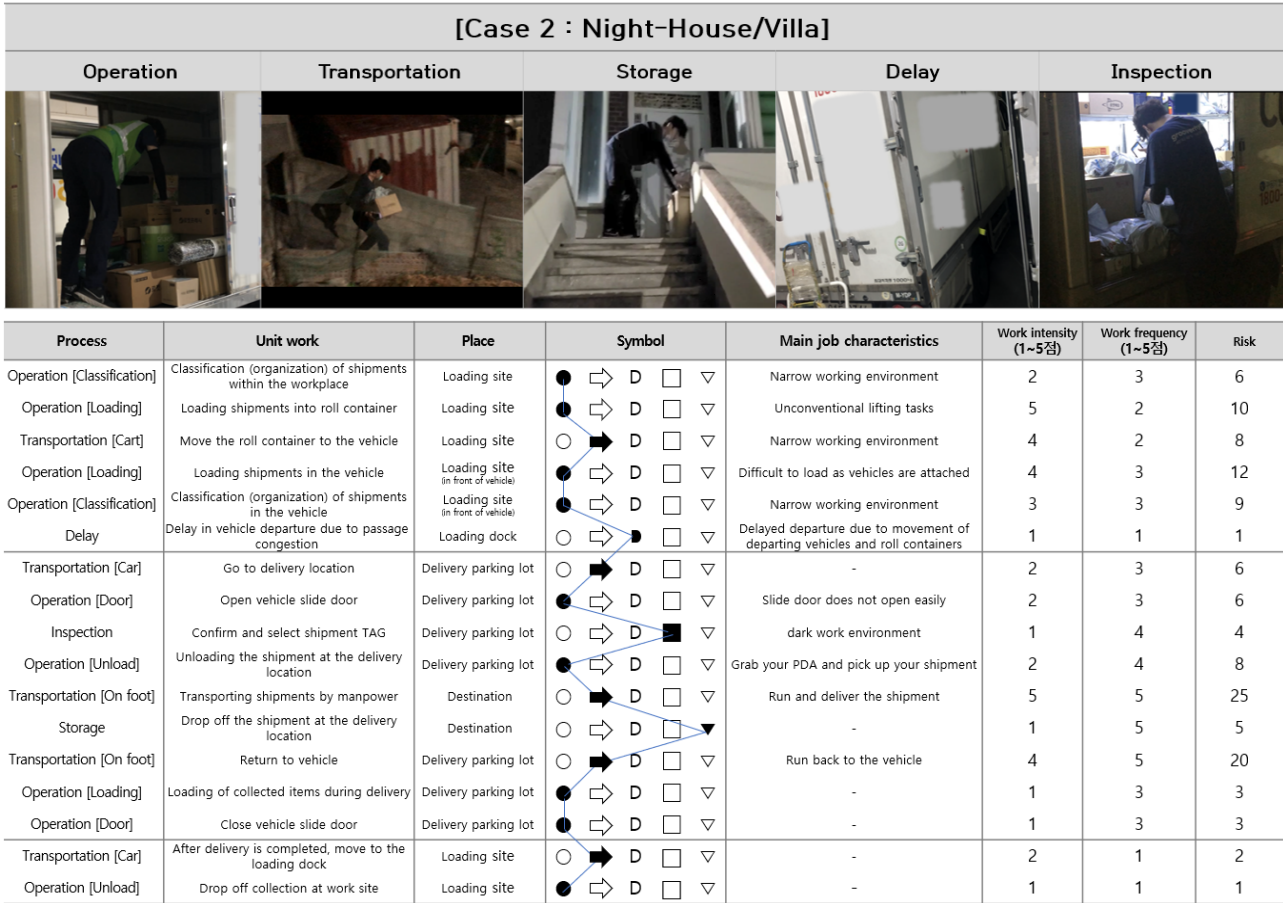 [Case 2 : Night-House/Villa]
Operation Transportation Storage Delay Inspection
Process Unit work Place Symbol Main job characteristics Work intensity (1~5점) Work frequency (1~5점) Risk
Operation [Classification] Classification (organization) of shipments within the workplace Loading site D Narrow working environment 2 3 6
Operation [Loading] Loading shipments into roll container Loading site D Unconventional lifting tasks 5 2 10
Transportation [Cart] Move the roll container to the vehicle Loading site D Narrow working environment 4 2 8
Operation [Loading] Loading shipments in the vehicle Loading site (in front of vehicle) D Difficult to load as vehicles are attached 4 3 12
Operation [Classification] Classification (organization) of shipments in the vehicle Loading site (in front of vehicle) D Narrow working environment 3 3 9
Delay Delay in vehicle departure due to passage congestion Loading dock Delayed departure due to movement of departing vehicles and roll containers 1 1 1
Transportation [Car] Go to delivery location Delivery parking lot D - 2 3 6
Operation [Door] Open vehicle slide door Delivery parking lot D Slide door does not open easily 2 3 6
Inspection Confirm and select shipment TAG Delivery parking lot D dark work environment 1 4 4
Operation [Unload] Unloading the shipment at the delivery location Delivery parking lot D Grab your PDA and pick up your shipment 2 4 8
Transportation [On foot] Transporting shipments by manpower Destination D Run and deliver the shipment 5 5 25
Storage Drop off the shipment at the delivery location Destination D - 1 5 5
Transportation [On foot] Return to vehicle Delivery parking lot D Run back to the vehicle 4 5 20
Operation [Loading] Loading of collected items during delivery Delivery parking lot D - 1 3 3
Operation [Door] Close vehicle slide door Delivery parking lot D - 1 3 3
Transportation [Car] After delivery is completed, move to the loading dock Loading site D - 2 1 2
Operation [Unload] Drop off collection at work site Loading site D - 1 1 1